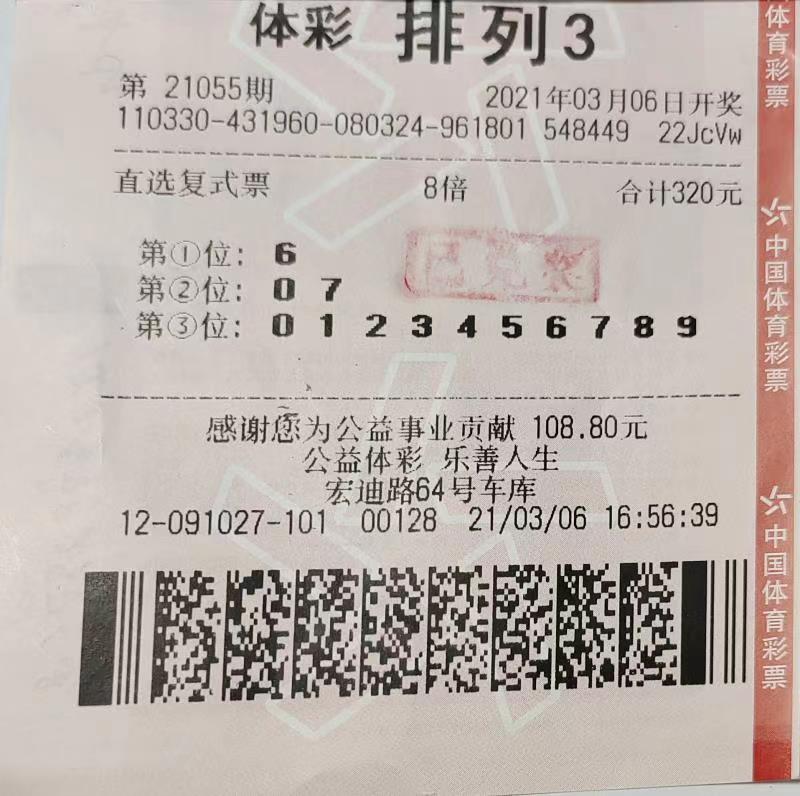 体彩 排列3
第 21055期 2021年03月06日开奖
110330-431960-080324-961801 548449 22JcVw
直选复式票 8倍 合计320元
第①位: 6
第②位: 0 7
第③位: 0 1 2 3 4 5 6 7 8 9
已兑奖
感谢您为公益事业贡献 108.80元
公益体彩 乐善人生
宏迪路64号车库
12-091027-101 00128 21/03/06 16:56:39
体育彩票
中国体育彩票
中国体育彩票